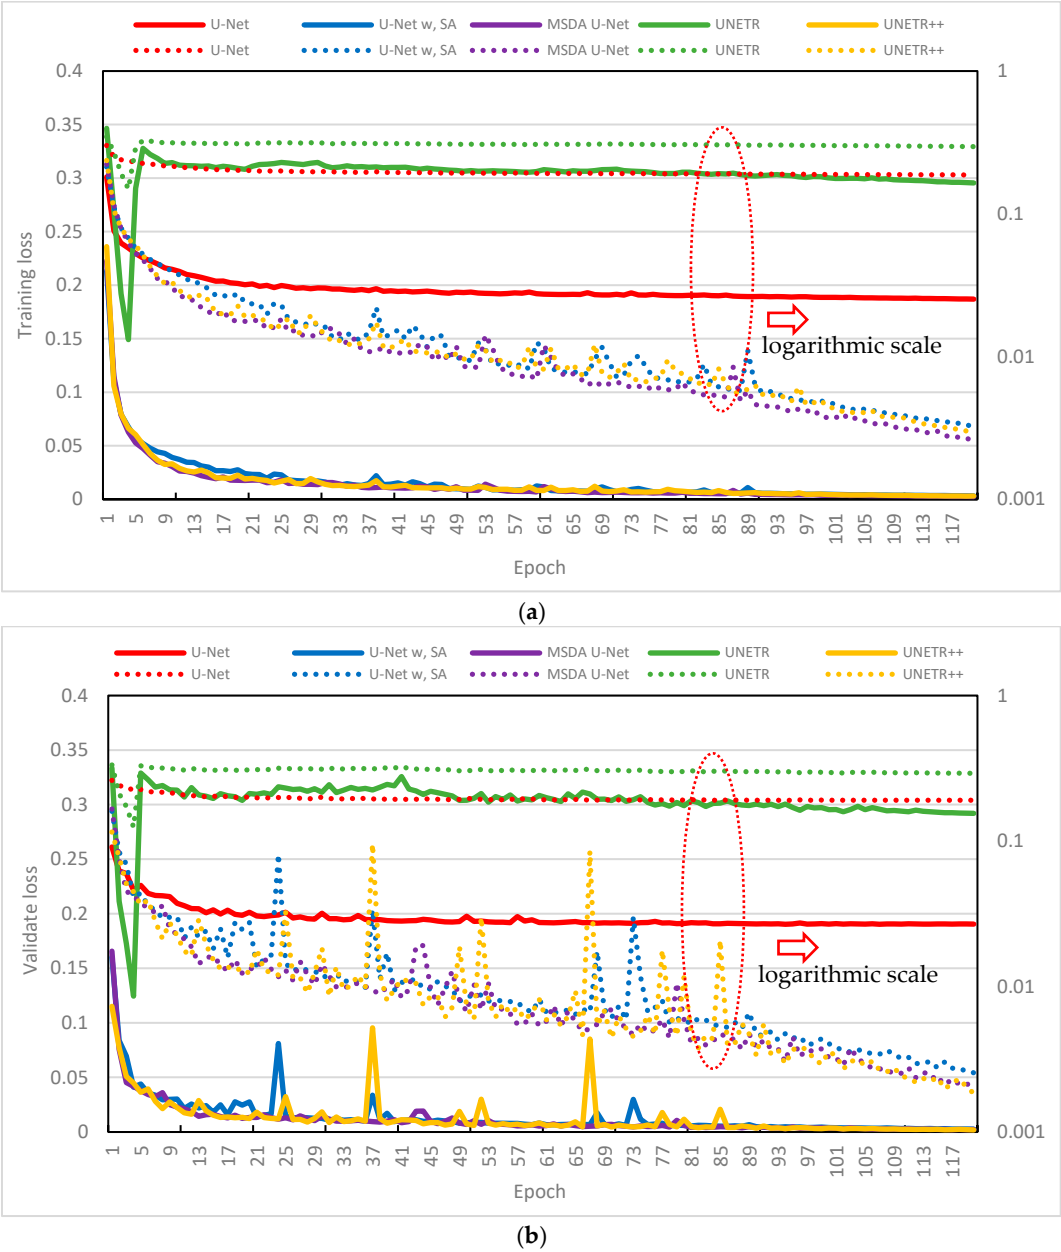 U-Net U-Net w, SA MSDA U-Net UNETR UNETR++
U-Net U-Net w, SA MSDA U-Net UNETR UNETR++
0.4 1
0.35
0.3
0.25 0.1
0.2
0.15 0.01
0.1
0.05
0 0.001
Training loss
logarithmic scale
1 5 9 13 17 21 25 29 33 37 41 45 49 53 57 61 65 69 73 77 81 85 89 93 97 101 105 109 113 117
Epoch
(a)
U-Net U-Net w, SA MSDA U-Net UNETR UNETR++
U-Net U-Net w, SA MSDA U-Net UNETR UNETR++
0.4 1
0.35
0.3
0.25 0.1
0.2
0.15 0.01
0.1
0.05
0 0.001
Validate loss
logarithmic scale
1 5 9 13 17 21 25 29 33 37 41 45 49 53 57 61 65 69 73 77 81 85 89 93 97 101 105 109 113 117
Epoch
(b)